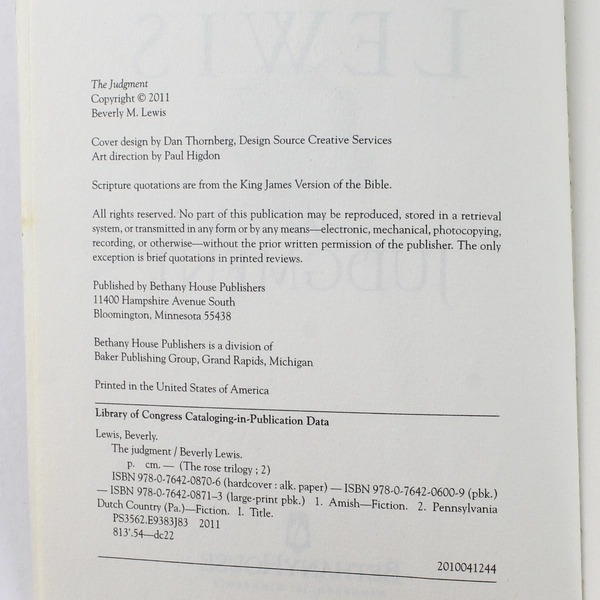 The Judgment
Copyright © 2011
Beverly M. Lewis
Cover design by Dan Thornberg, Design Source Creative Services
Art direction by Paul Higdon
Scripture quotations are from the King James Version of the Bible.
All rights reserved. No part of this publication may be reproduced, stored in a retrieval
system, or transmitted in any form or by any means—electronic, mechanical, photocopying,
recording, or otherwise—without the prior written permission of the publisher. The only
exception is brief quotations in printed reviews.
Published by Bethany House Publishers
11400 Hampshire Avenue South
Bloomington, Minnesota 55438
Bethany House Publishers is a division of
Baker Publishing Group, Grand Rapids, Michigan
Printed in the United States of America
Library of Congress Cataloging-in-Publication Data
Lewis, Beverly.
The judgment / Beverly Lewis.
p. cm. — (The rose trilogy ; 2)
ISBN 978-0-7642-0870-6 (hardcover : alk. paper) — ISBN 978-0-7642-0600-9 (pbk.)
— ISBN 978-0-7642-0871-3 (large-print pbk.) 1. Amish—Fiction. 2. Pennsylvania
Dutch Country (Pa.)—Fiction. I. Title.
PS3562.E9383J83 2011
813'.54—dc22
2010041244